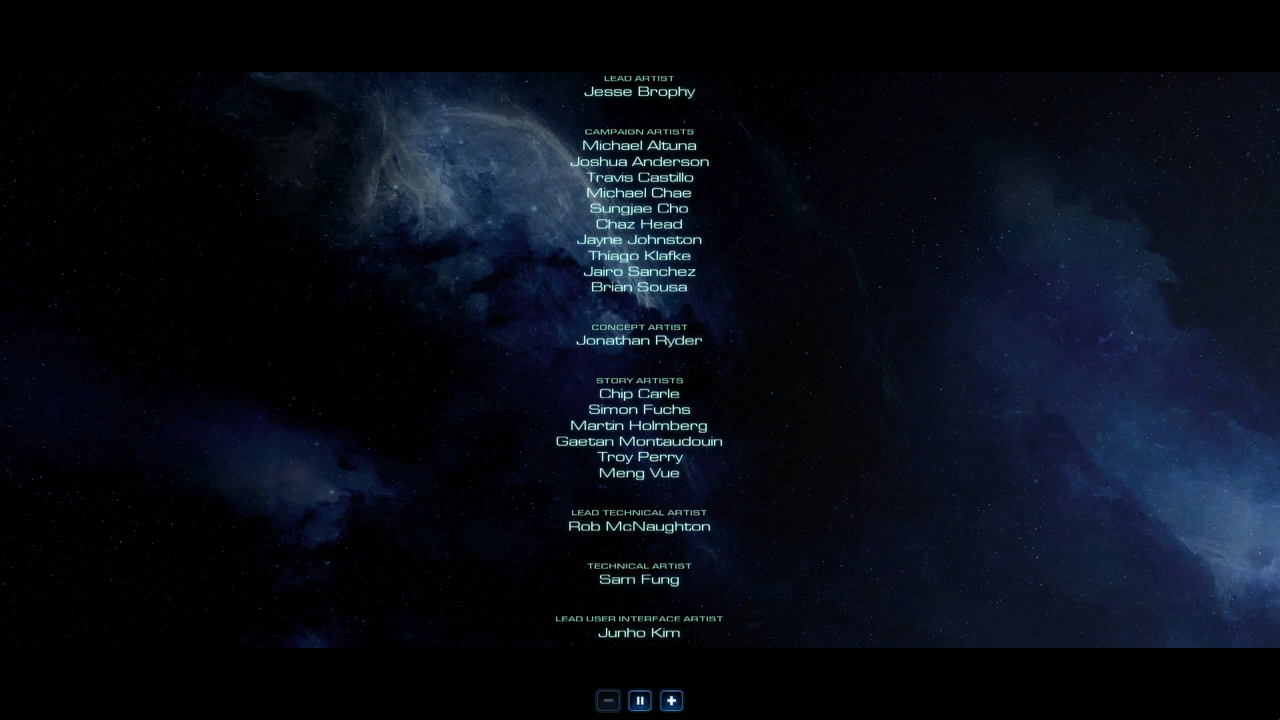 LEAD ARTIST
Jesse Brophy
CAMPAIGN ARTISTS
Michael Altuna
Joshua Anderson
Travis Castillo
Michael Chae
Sungjae Cho
Chaz Head
Jayne Johnston
Thiago Klafke
Jairo Sanchez
Brian Sousa
CONCEPT ARTIST
Jonathan Ryder
STORY ARTISTS
Chip Carle
Simon Fuchs
Martin Holmberg
Gaetan Montaudouin
Troy Perry
Meng Vue
LEAD TECHNICAL ARTIST
Rob McNaughton
TECHNICAL ARTIST
Sam Fung
LEAD USER INTERFACE ARTIST
Junho Kim